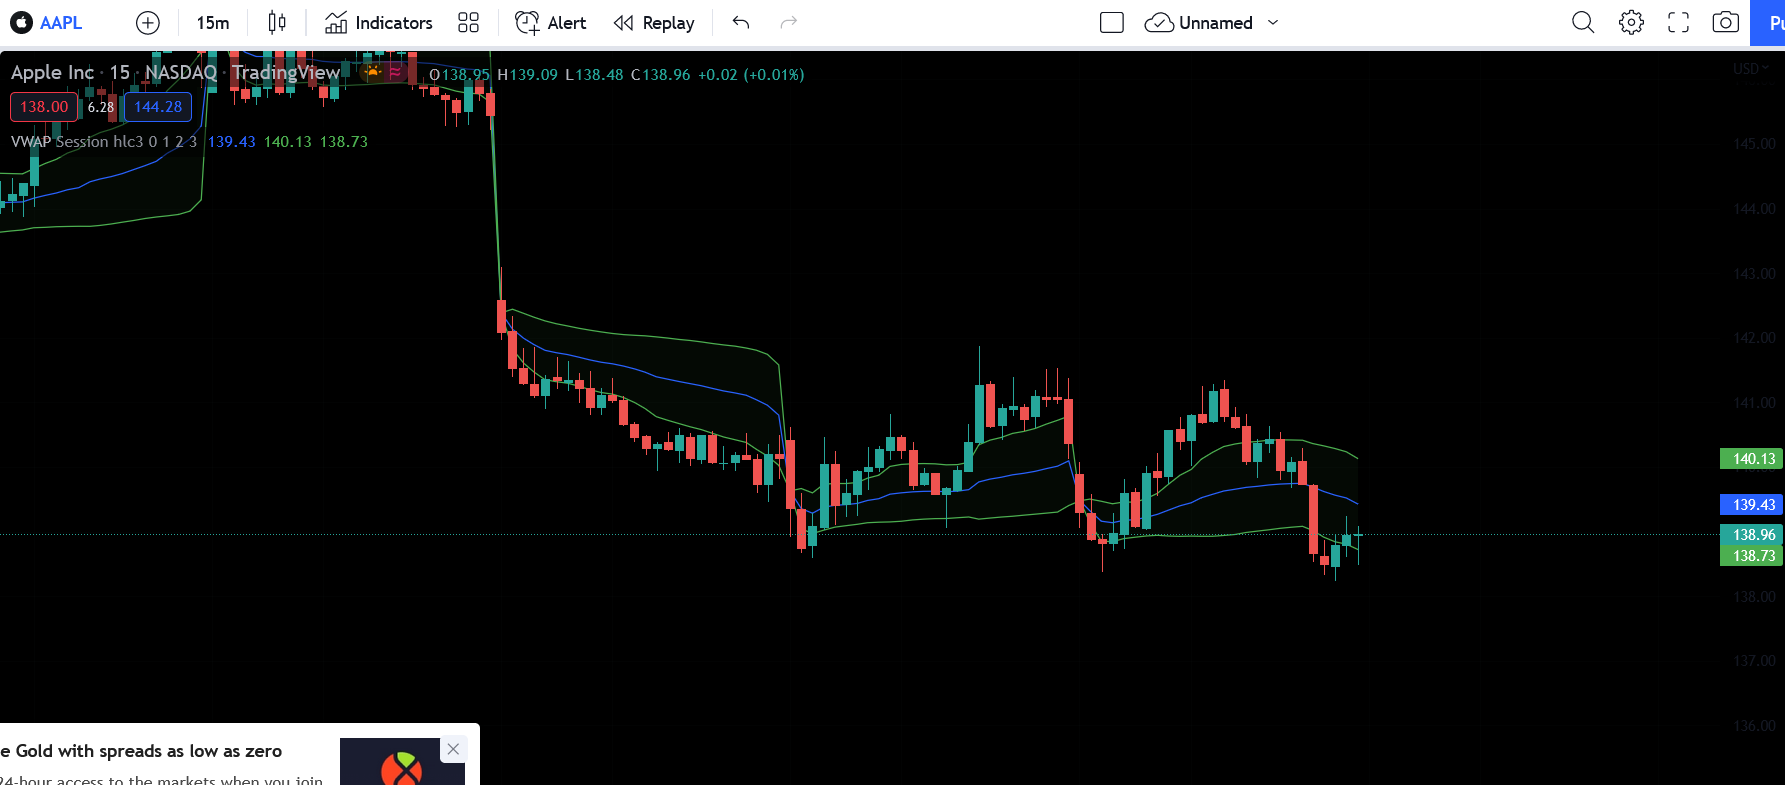 AAPL 15m Indicators Alert Replay Unnamed Pu
Apple Inc · 15 · NASDAQ · TradingView O138.95 H139.09 L138.48 C138.96 +0.02 (+0.01%) USD
138.00 6.28 144.28
VWAP Session hlc3 0 1 2 3 139.43 140.13 138.73
145.00
144.00
143.00
142.00
141.00
140.13
139.43
138.96
138.73
138.00
137.00
136.00
e Gold with spreads as low as zero
24-hour access to the markets when you join